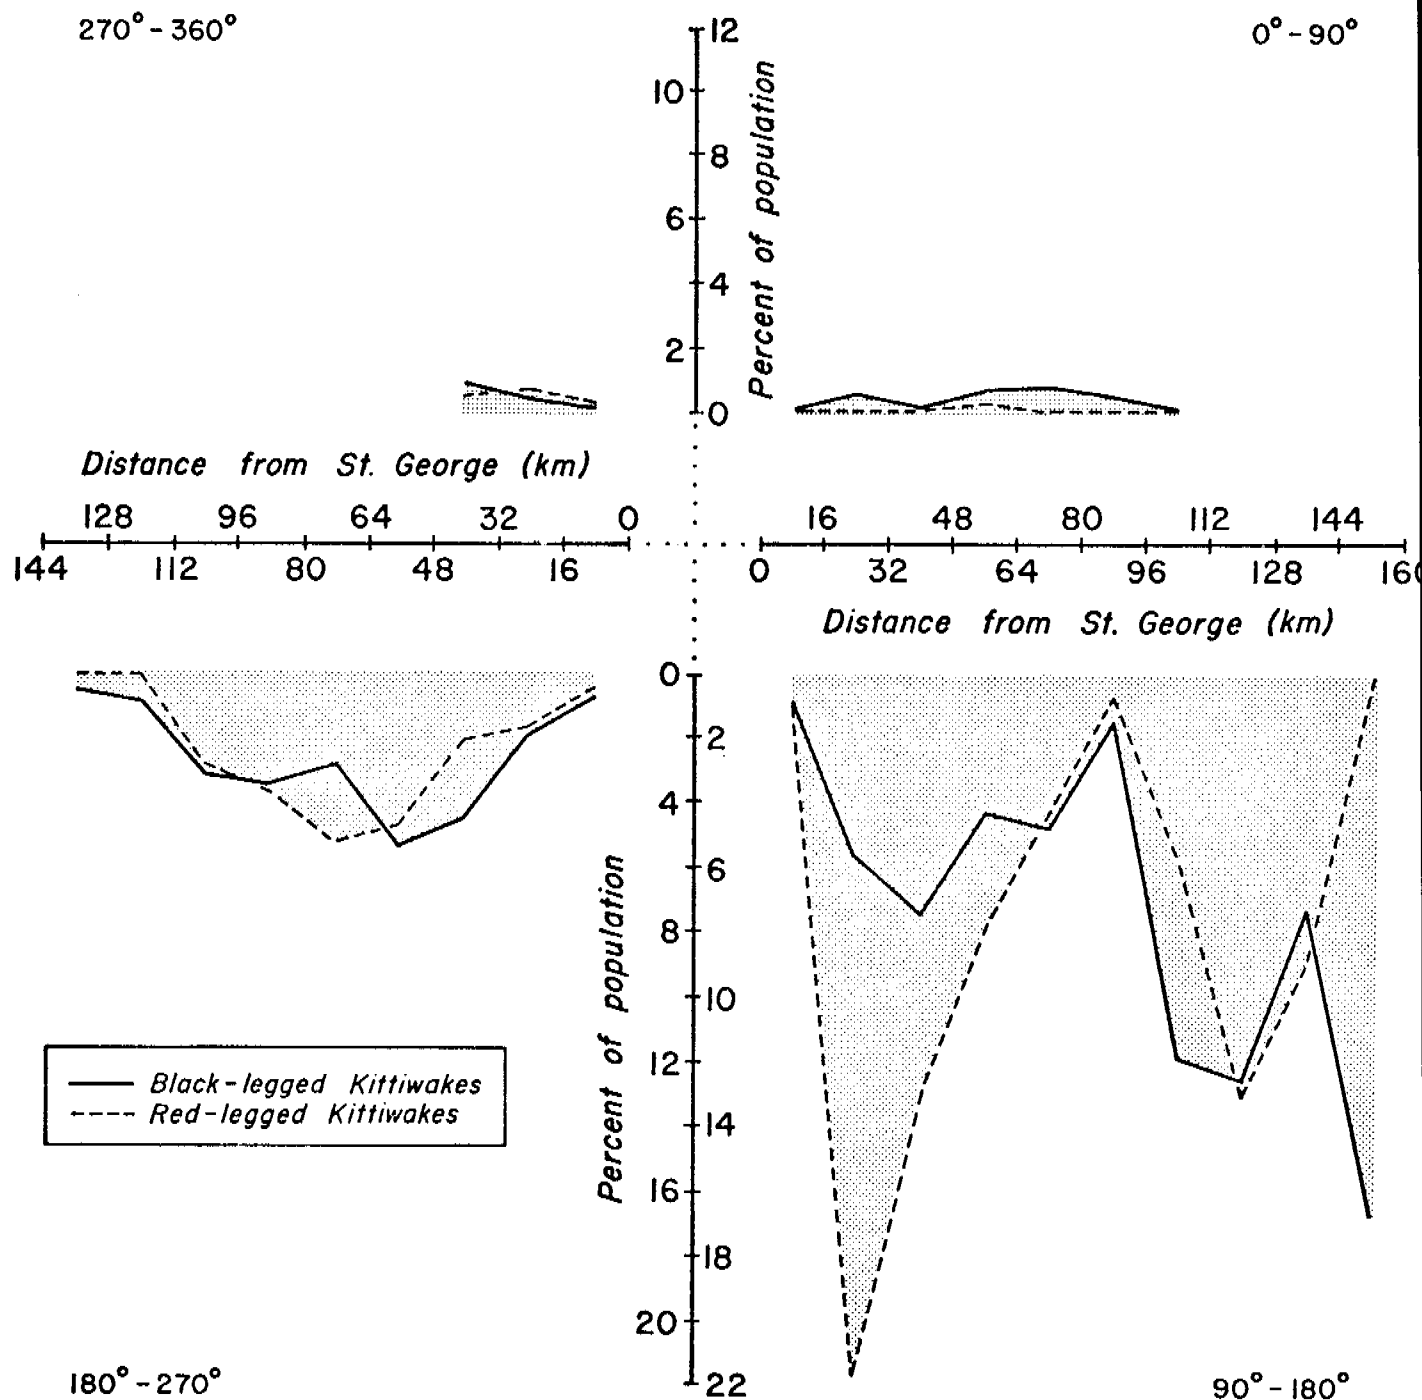 270° - 360°
0° - 90°
12
10
8
6
4
2
0
Percent of population
Distance from St. George (km)
128 96 64 32 0
144 112 80 48 16
16 48 80 112 144
0 32 64 96 128 160
Distance from St. George (km)
0
2
4
6
8
10
12
14
16
18
20
22
Percent of population
Black-legged Kittiwakes
Red-legged Kittiwakes
180° - 270°
90° - 180°